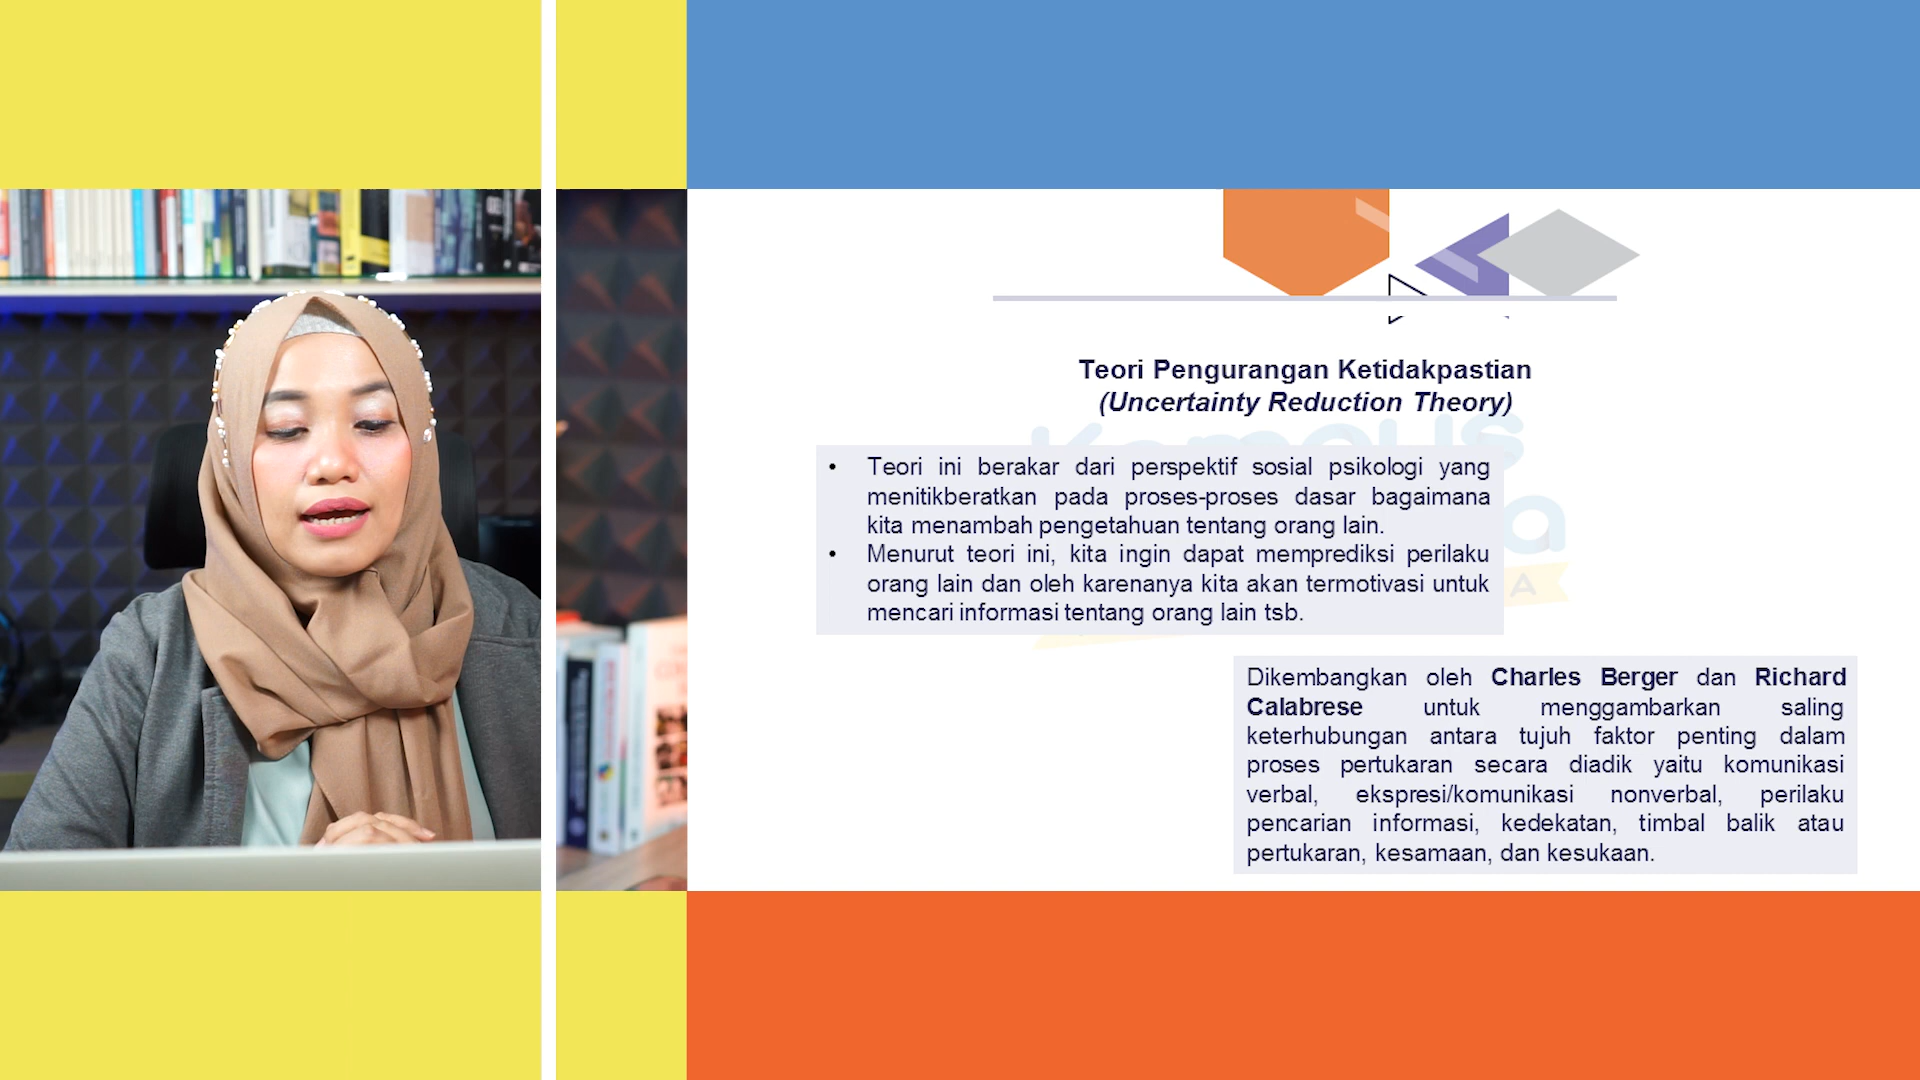 Teori Pengurangan Ketidakpastian
(Uncertainty Reduction Theory)
• Teori ini berakar dari perspektif sosial psikologi yang
menitikberatkan pada proses-proses dasar bagaimana
kita menambah pengetahuan tentang orang lain.
• Menurut teori ini, kita ingin dapat memprediksi perilaku
orang lain dan oleh karenanya kita akan termotivasi untuk
mencari informasi tentang orang lain tsb.
Dikembangkan oleh Charles Berger dan Richard
Calabrese untuk menggambarkan saling
keterhubungan antara tujuh faktor penting dalam
proses pertukaran secara diadik yaitu komunikasi
verbal, ekspresi/komunikasi nonverbal, perilaku
pencarian informasi, kedekatan, timbal balik atau
pertukaran, kesamaan, dan kesukaan.